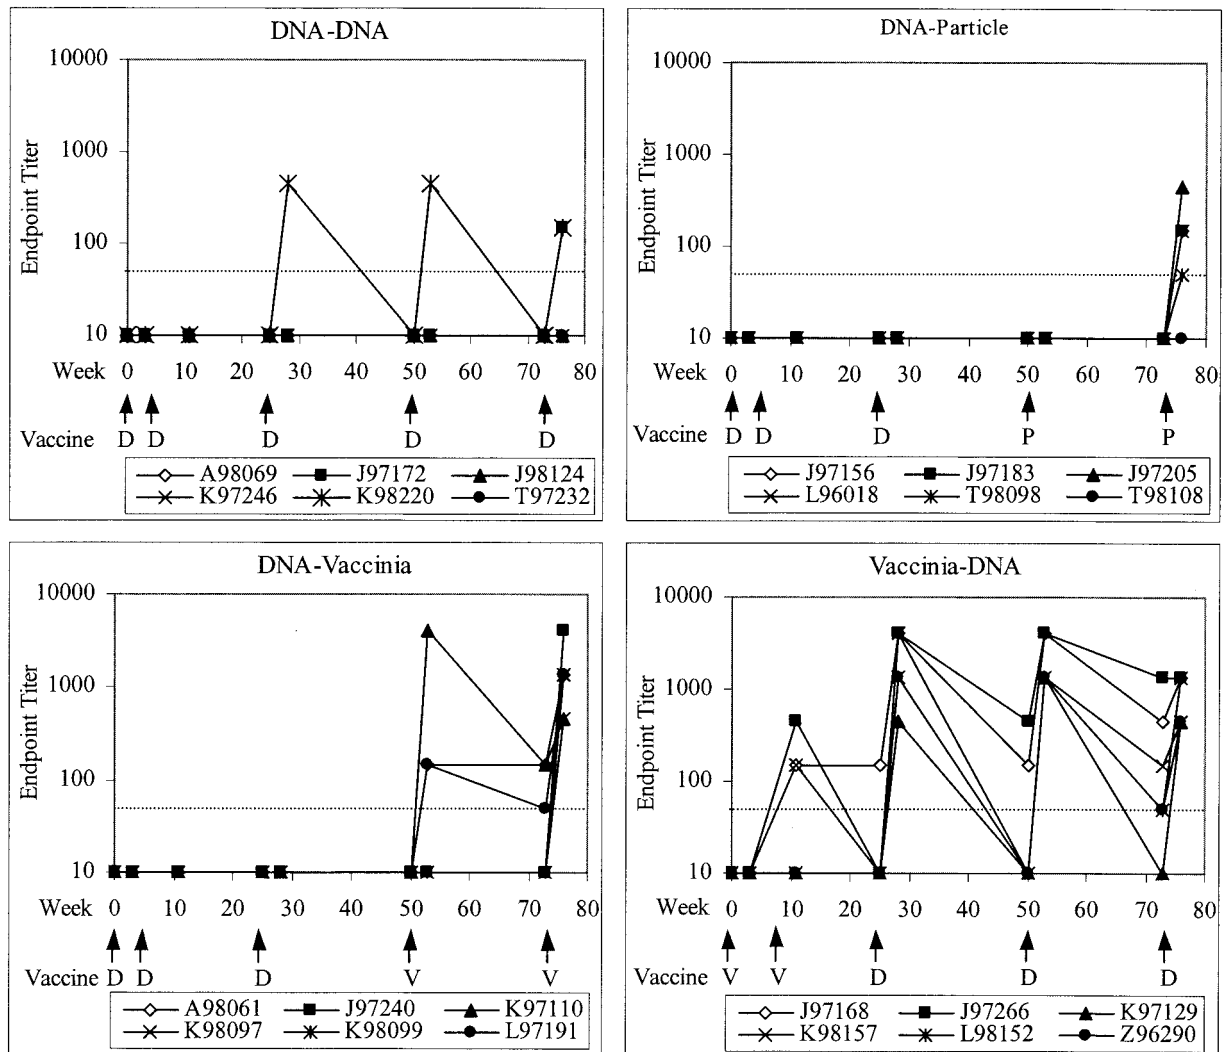 DNA-DNA
10000
1000
100
10
Endpoint Titer
Week 0 10 20 30 40 50 60 70 80
Vaccine D D D D D
A98069 J97172 J98124
K97246 K98220 T97232
DNA-Particle
10000
1000
100
10
Endpoint Titer
Week 0 10 20 30 40 50 60 70 80
Vaccine D D D P P
J97156 J97183 J97205
L96018 T98098 T98108
DNA-Vaccinia
10000
1000
100
10
Endpoint Titer
Week 0 10 20 30 40 50 60 70 80
Vaccine D D D V V
A98061 J97240 K97110
K98097 K98099 L97191
Vaccinia-DNA
10000
1000
100
10
Endpoint Titer
Week 0 10 20 30 40 50 60 70 80
Vaccine V V D D D
J97168 J97266 K97129
K98157 L98152 Z96290